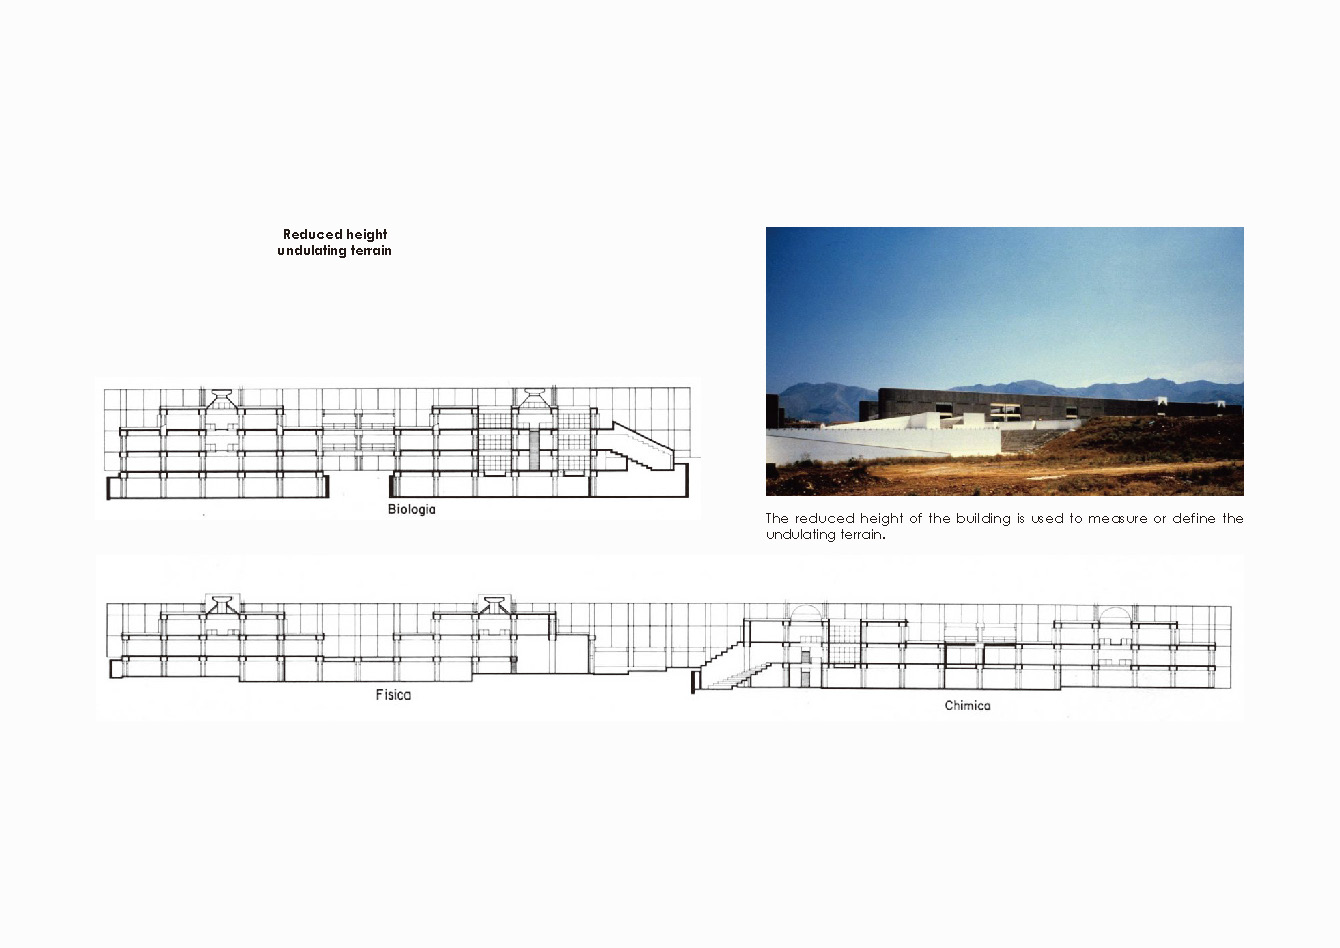 Reduced height
undulating terrain
Biologia
The reduced height of the building is used to measure or define the
undulating terrain.
Fisica
Chimica